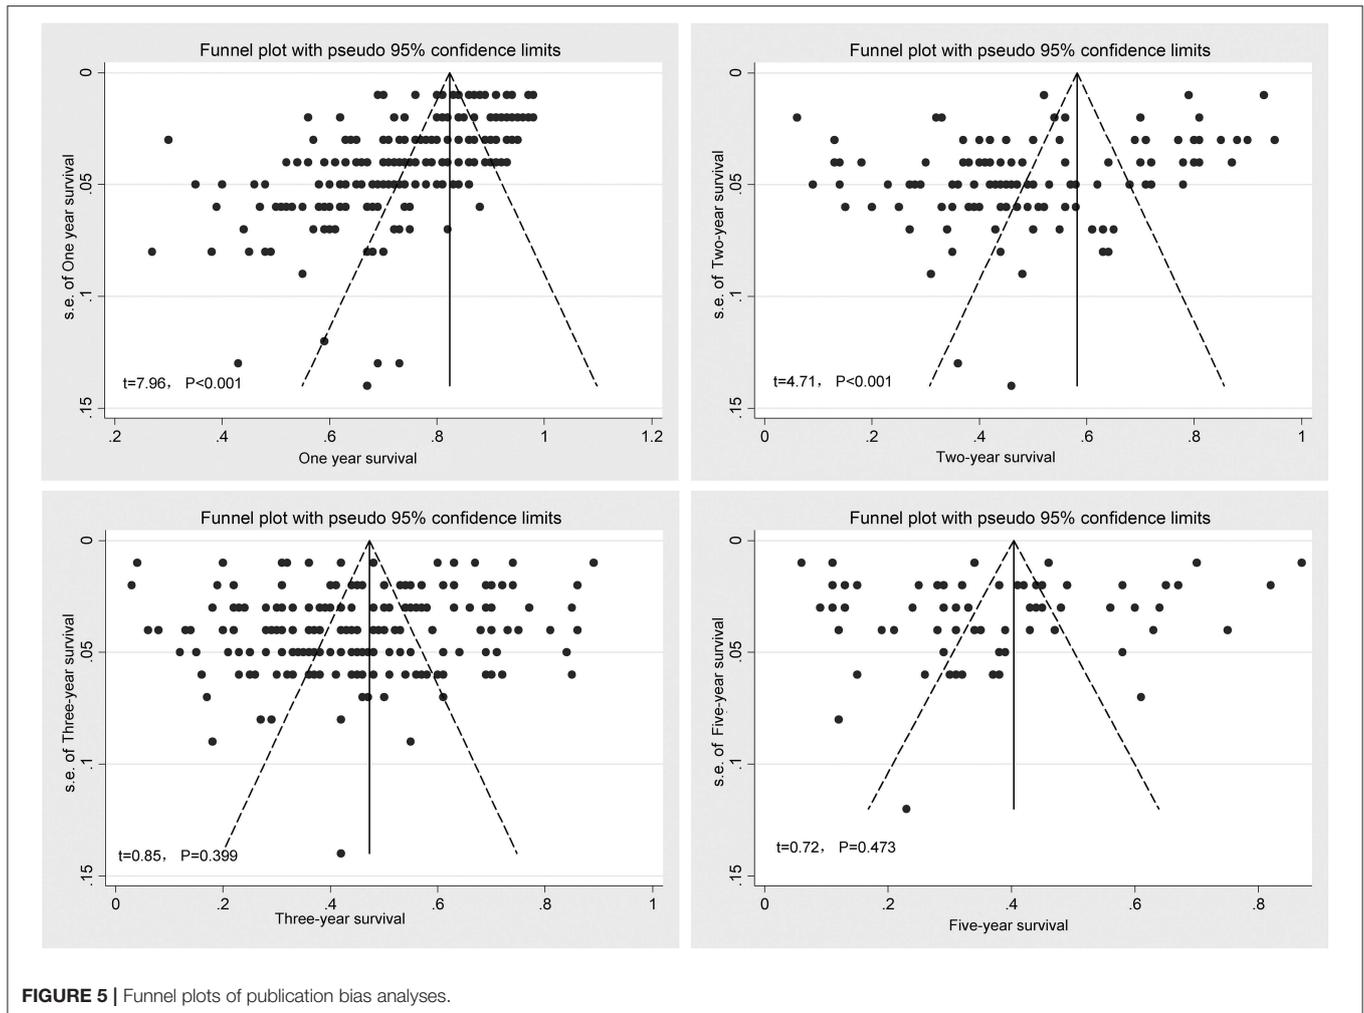 Funnel plot with pseudo 95% confidence limits
s.e. of One year survival
0
.05
.1
.15
t=7.96, P<0.001
.2 .4 .6 .8 1 1.2
One year survival
Funnel plot with pseudo 95% confidence limits
s.e. of Two-year survival
0
.05
.1
.15
t=4.71, P<0.001
0 .2 .4 .6 .8 1
Two-year survival
Funnel plot with pseudo 95% confidence limits
s.e. of Three-year survival
0
.05
.1
.15
t=0.85, P=0.399
0 .2 .4 .6 .8 1
Three-year survival
Funnel plot with pseudo 95% confidence limits
s.e. of Five-year survival
0
.05
.1
.15
t=0.72, P=0.473
0 .2 .4 .6 .8
Five-year survival
FIGURE 5 | Funnel plots of publication bias analyses.